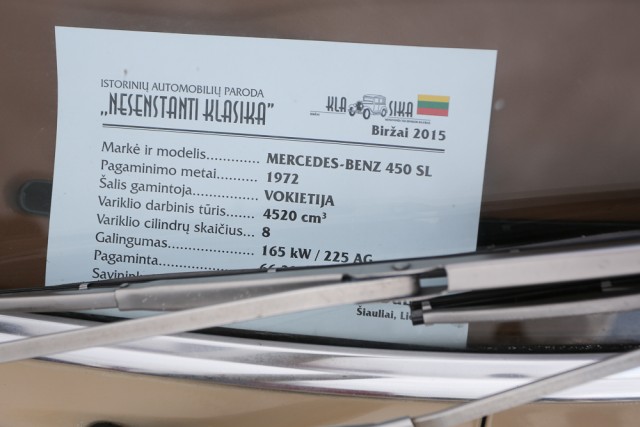 ISTORINIŲ AUTOMOBILIŲ PARODA
„NESENSTANTI KLASIKA”
KLA SIKA
Biržai 2015
Markė ir modelis............. MERCEDES-BENZ 450 SL
Pagaminimo metai......... 1972
Šalis gamintoja............... VOKIETIJA
Variklio darbinis tūris....... 4520 cm³
Variklio cilindrų skaičius... 8
Galingumas.................... 165 kW / 225 AG
Pagaminta
Šiauliai,